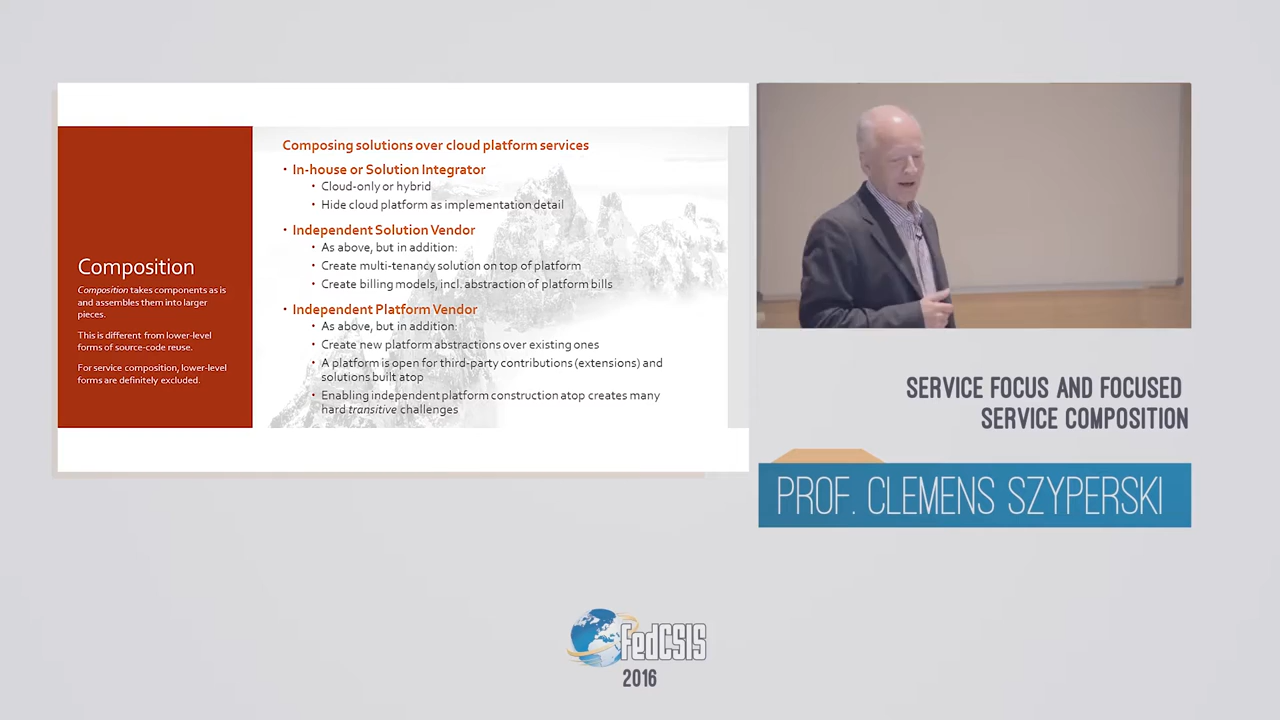 Composition
Composition takes components as is
and assembles them into larger
pieces.
This is different from lower-level
forms of source-code reuse.
For service composition, lower-level
forms are definitely excluded.
Composing solutions over cloud platform services
• In-house or Solution Integrator
• Cloud-only or hybrid
• Hide cloud platform as implementation detail
• Independent Solution Vendor
• As above, but in addition:
• Create multi-tenancy solution on top of platform
• Create billing models, incl. abstraction of platform bills
• Independent Platform Vendor
• As above, but in addition:
• Create new platform abstractions over existing ones
• A platform is open for third-party contributions (extensions) and
solutions built atop
• Enabling independent platform construction atop creates many
hard transitive challenges
SERVICE FOCUS AND FOCUSED
SERVICE COMPOSITION
PROF. CLEMENS SZYPERSKI
FedCSIS
2016